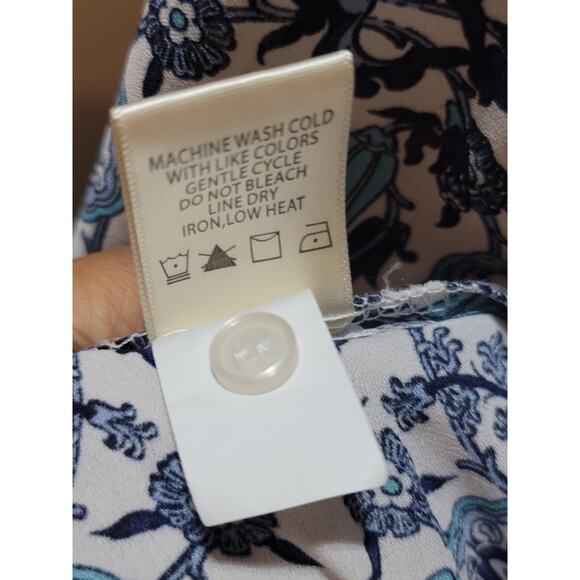 MACHINE WASH COLD
WITH LIKE COLORS
GENTLE CYCLE
DO NOT BLEACH
LINE DRY
IRON,LOW HEAT